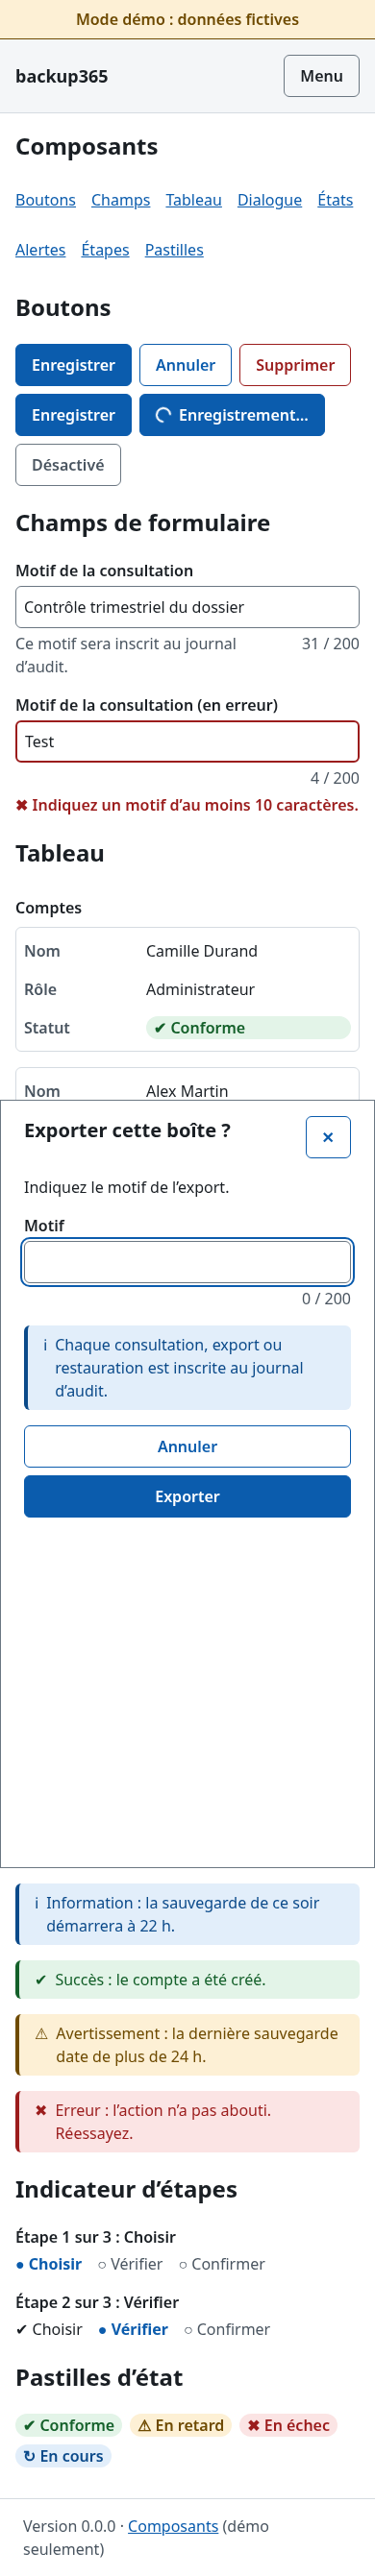 Mode démo : données fictives
backup365
Menu
Composants
Boutons Champs Tableau Dialogue États
Alertes Étapes Pastilles
Boutons
Enregistrer Annuler Supprimer
Enregistrer Enregistrement…
Désactivé
Champs de formulaire
Motif de la consultation
Contrôle trimestriel du dossier
Ce motif sera inscrit au journal 31 / 200
d’audit.
Motif de la consultation (en erreur)
Test
4 / 200
✖ Indiquez un motif d’au moins 10 caractères.
Tableau
Comptes
Nom Camille Durand
Rôle Administrateur
Statut ✔ Conforme
Nom Alex Martin
Exporter cette boîte ? ✕
Indiquez le motif de l’export.
Motif
0 / 200
i Chaque consultation, export ou
restauration est inscrite au journal
d’audit.
Annuler
Exporter
i Information : la sauvegarde de ce soir
démarrera à 22 h.
✔ Succès : le compte a été créé.
⚠ Avertissement : la dernière sauvegarde
date de plus de 24 h.
✖ Erreur : l’action n’a pas abouti.
Réessayez.
Indicateur d’étapes
Étape 1 sur 3 : Choisir
● Choisir ○ Vérifier ○ Confirmer
Étape 2 sur 3 : Vérifier
✔ Choisir ● Vérifier ○ Confirmer
Pastilles d’état
✔ Conforme ⚠ En retard ✖ En échec
↻ En cours
Version 0.0.0 · Composants (démo
seulement)